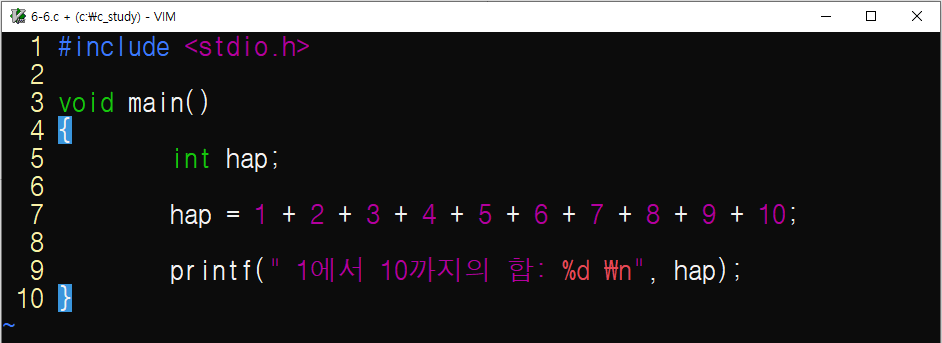 6-6.c + (c:₩c_study) - VIM
1 #include <stdio.h>
2
3 void main()
4 {
5 int hap;
6
7 hap = 1 + 2 + 3 + 4 + 5 + 6 + 7 + 8 + 9 + 10;
8
9 printf(" 1에서 10까지의 합: %d ₩n", hap);
10 }
~